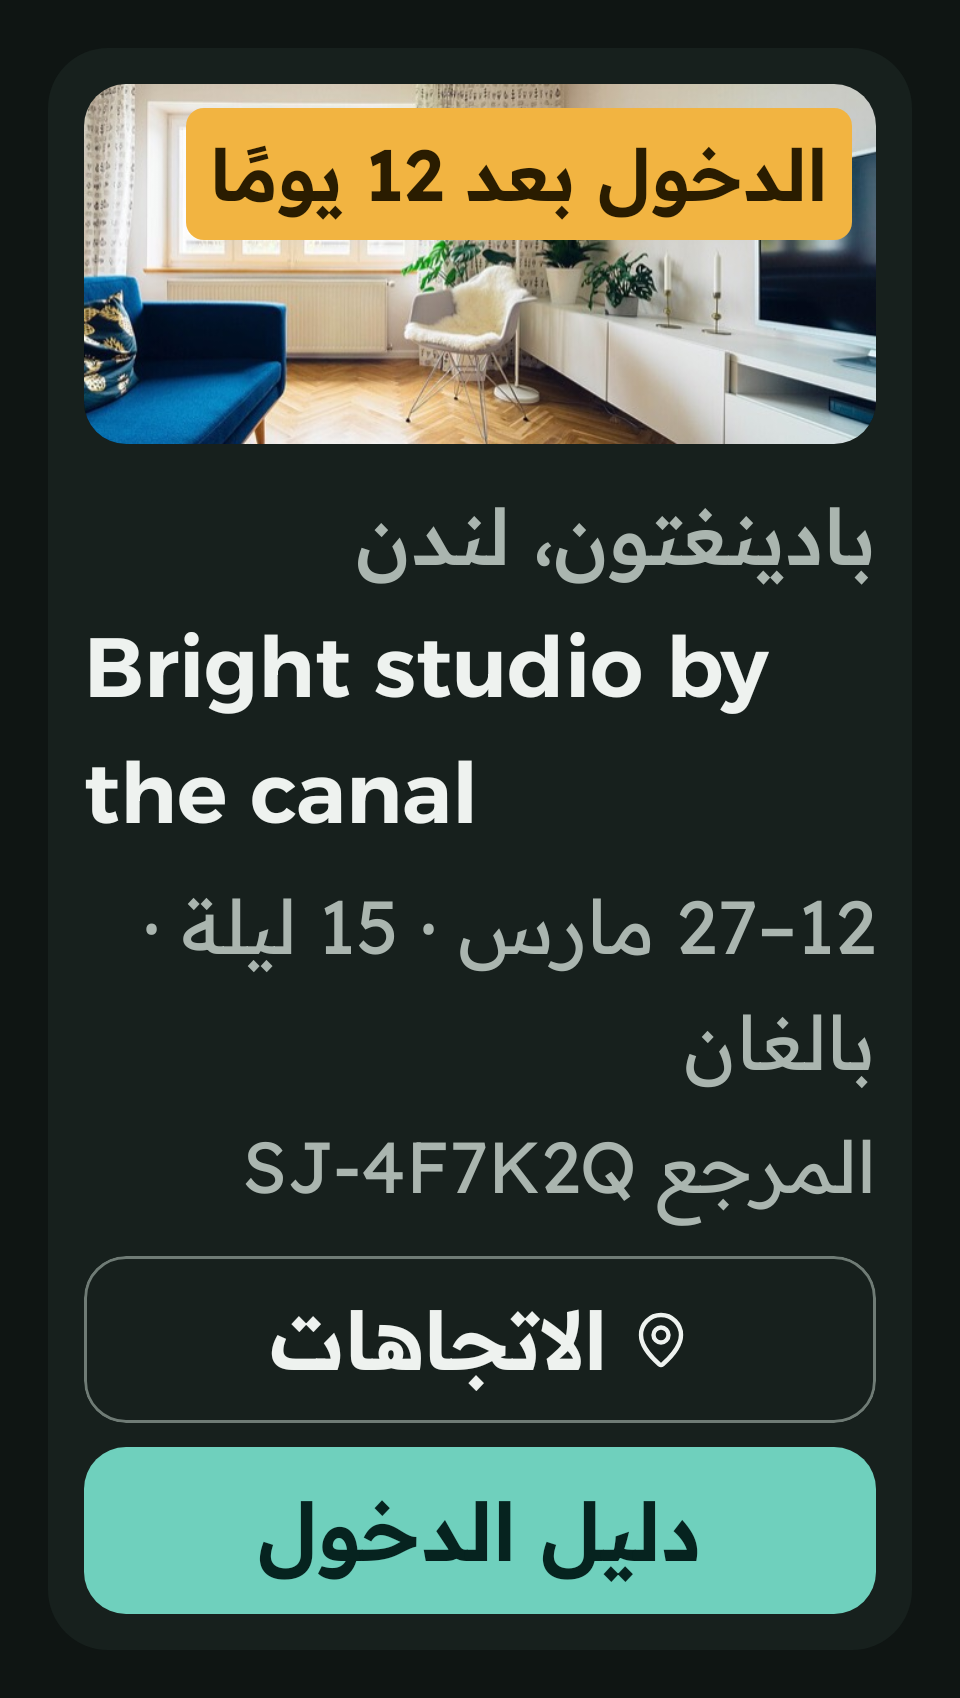 الدخول بعد 12 يومًا
بادينغتون، لندن
Bright studio by
the canal
12–27 مارس · 15 ليلة ·
بالغان
المرجع SJ-4F7K2Q
الاتجاهات
دليل الدخول